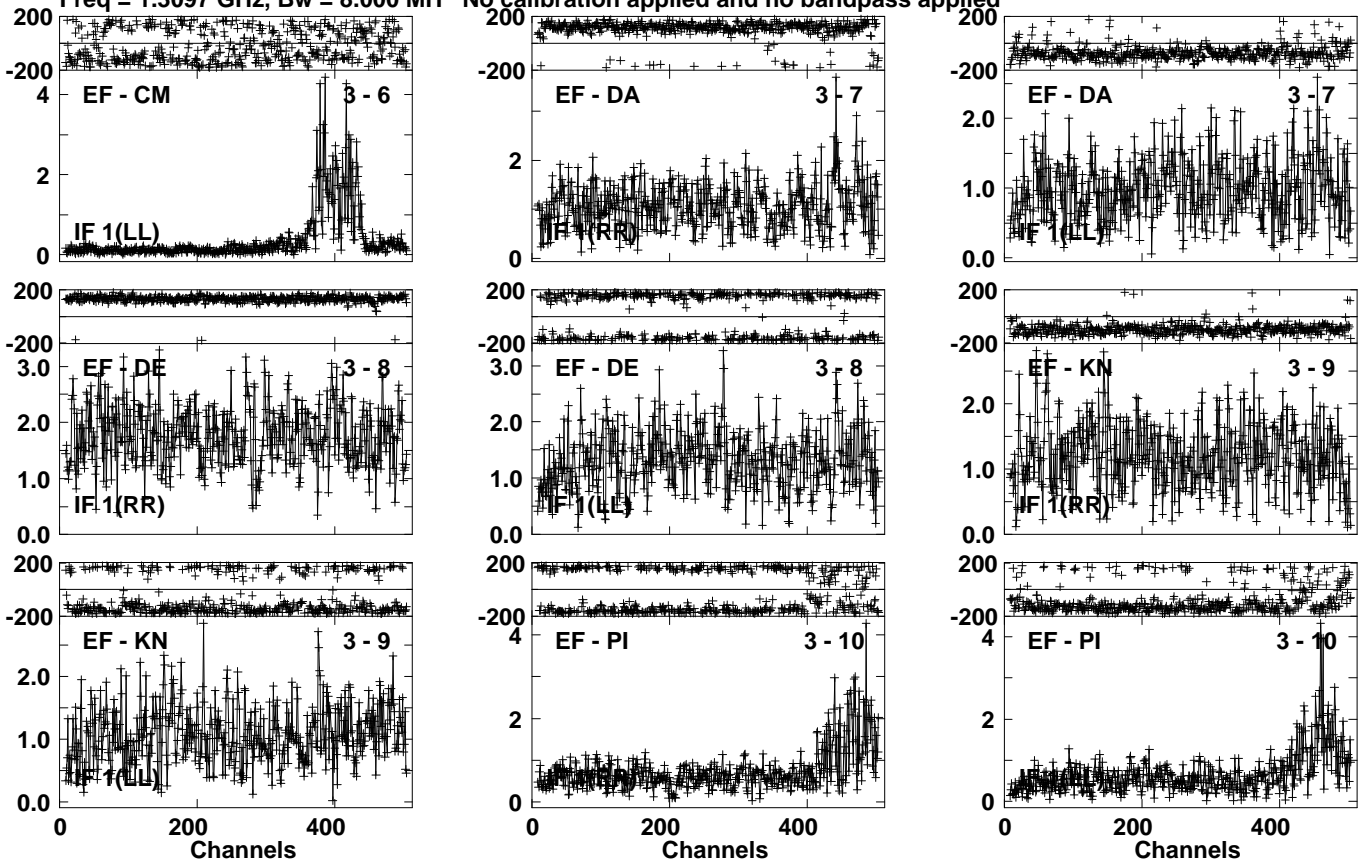 Freq = 1.5097 GHz, Bw = 8.000 MH No calibration applied and no bandpass applied
200
-200
EF - CM 3 - 6
4
2
0
IF 1(LL)
200
-200
EF - DA 3 - 7
2
0
IF 1(RR)
200
-200
EF - DA 3 - 7
2.0
1.0
0.0
IF 1(LL)
200
-200
EF - DE 3 - 8
3.0
2.0
1.0
0.0
IF 1(RR)
200
-200
EF - DE 3 - 8
3.0
2.0
1.0
0.0
IF 1(LL)
200
-200
EF - KN 3 - 9
2.0
1.0
0.0
IF 1(RR)
200
-200
EF - KN 3 - 9
2.0
1.0
0.0
IF 1(LL)
0 200 400
Channels
200
-200
EF - PI 3 - 10
4
2
0
IF 1(RR)
0 200 400
Channels
200
-200
EF - PI 3 - 10
4
2
0
IF 1(LL)
0 200 400
Channels